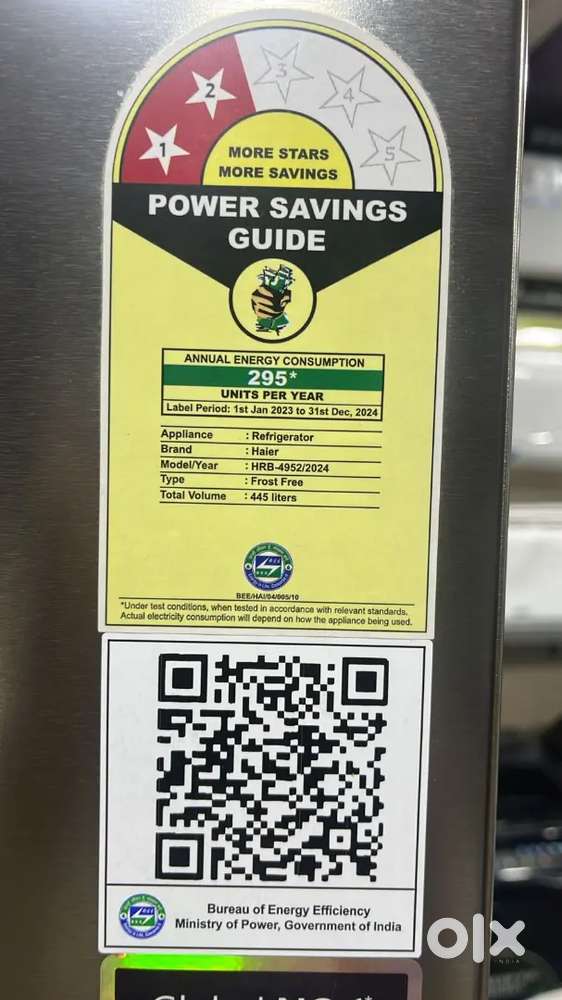 1 2 3 4 5
MORE STARS
MORE SAVINGS
POWER SAVINGS
GUIDE
ANNUAL ENERGY CONSUMPTION
295*
UNITS PER YEAR
Label Period: 1st Jan 2023 to 31st Dec, 2024
Appliance : Refrigerator
Brand : Haier
Model/Year : HRB-4952/2024
Type : Frost Free
Total Volume : 445 liters
BEE/HAI/04/005/10
*Under test conditions, when tested in accordance with relevant standards.
Actual electricity consumption will depend on how the appliance being used.
Bureau of Energy Efficiency
Ministry of Power, Government of India
olx
INDIA